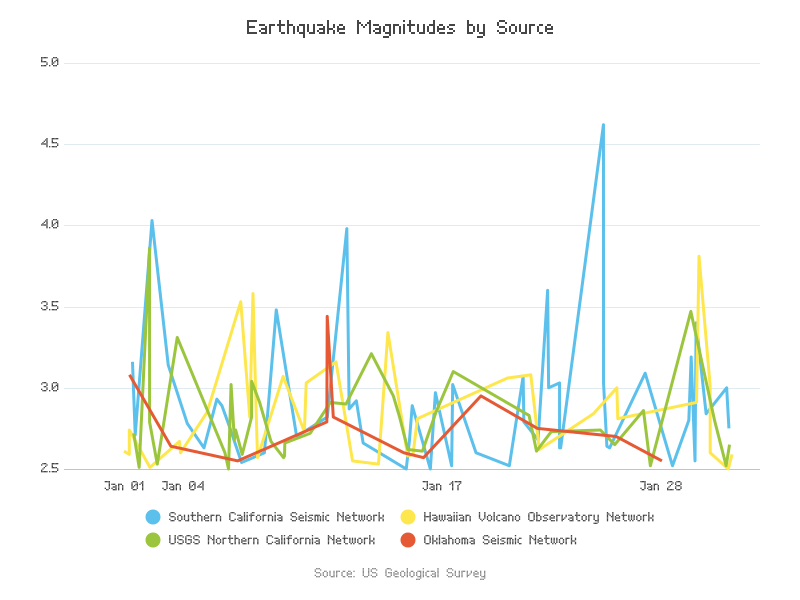 Earthquake Magnitudes by Source
5.0
4.5
4.0
3.5
3.0
2.5
Jan 01 Jan 04 Jan 17 Jan 28
Southern California Seismic Network Hawaiian Volcano Observatory Network
USGS Northern California Network Oklahoma Seismic Network
Source: US Geological Survey